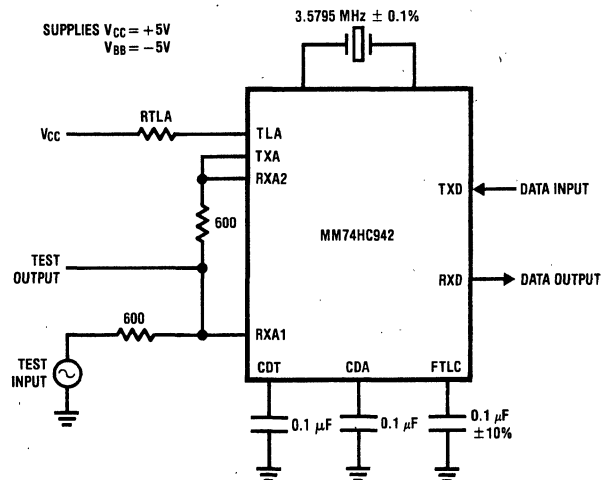 3.5795 MHz ± 0.1%
SUPPLIES VCC = +5V
VBB = −5V
RTLA
VCC
TLA
TXA
RXA2
TXD
DATA INPUT
600
MM74HC942
TEST
OUTPUT
RXD
DATA OUTPUT
600
RXA1
TEST
INPUT
CDT
CDA
FTLC
0.1 μF
0.1 μF
0.1 μF
±10%